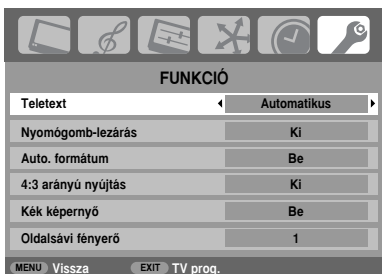 FUNKCIÓ
Teletext Automatikus
Nyomógomb-lezárás Ki
Auto. formátum Be
4:3 arányú nyújtás Ki
Kék képernyő Be
Oldalsávi fényerő 1
MENU Vissza EXIT TV prog.